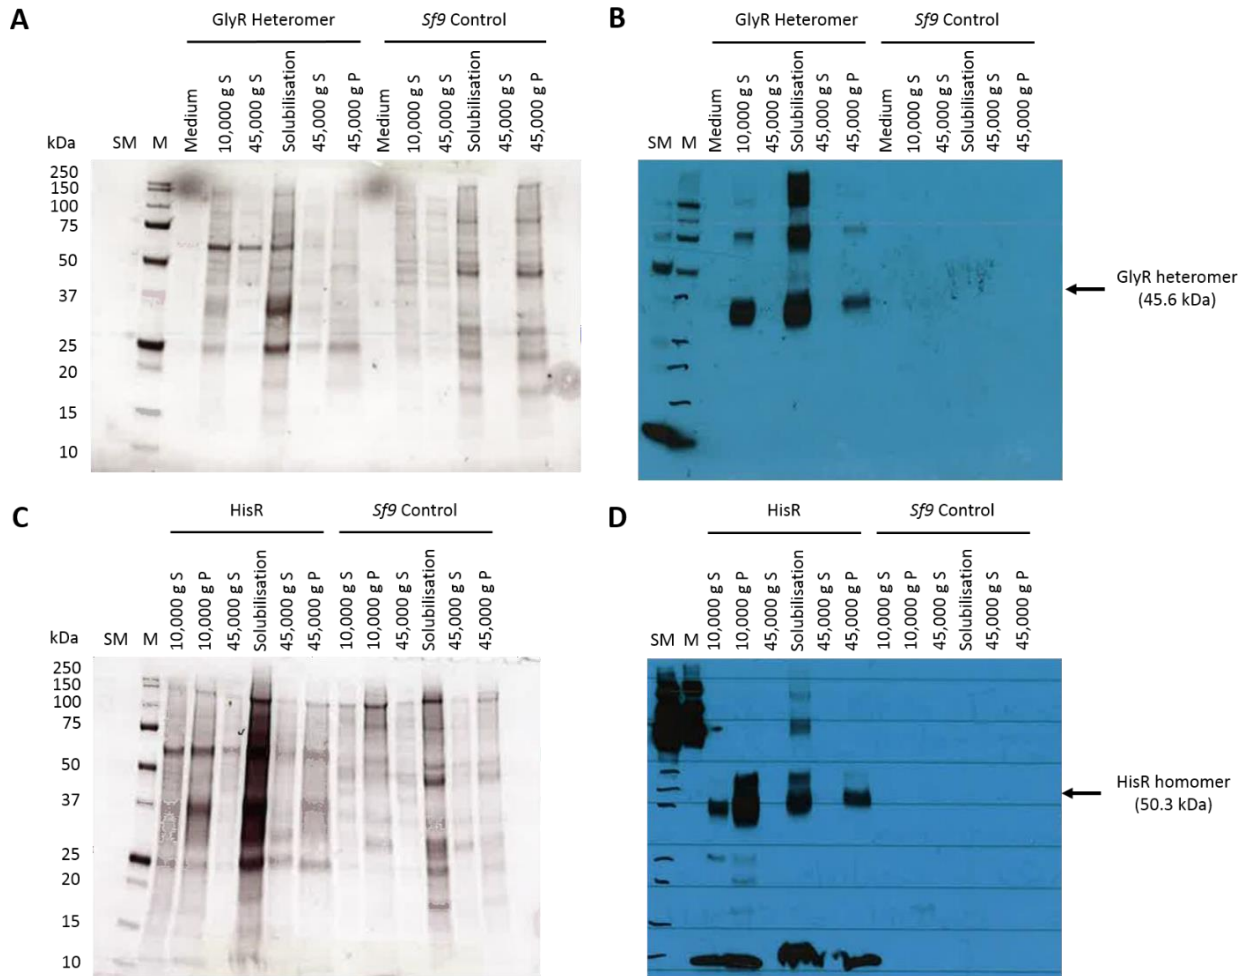 A
GlyR Heteromer
Sf9 Control
kDa
SM
M
Medium
10,000 g S
45,000 g S
Solubilisation
45,000 g S
45,000 g P
Medium
10,000 g S
45,000 g S
Solubilisation
45,000 g S
45,000 g P
250
150
100
75
50
37
25
20
15
10
B
GlyR Heteromer
Sf9 Control
SM
M
Medium
10,000 g S
45,000 g S
Solubilisation
45,000 g S
45,000 g P
Medium
10,000 g S
45,000 g S
Solubilisation
45,000 g S
45,000 g P
GlyR heteromer
(45.6 kDa)
C
HisR
Sf9 Control
kDa
SM
M
10,000 g S
10,000 g P
45,000 g S
Solubilisation
45,000 g S
45,000 g P
10,000 g S
10,000 g P
45,000 g S
Solubilisation
45,000 g S
45,000 g P
250
150
100
75
50
37
25
20
15
10
D
HisR
Sf9 Control
SM
M
10,000 g S
10,000 g P
45,000 g S
Solubilisation
45,000 g S
45,000 g P
10,000 g S
10,000 g P
45,000 g S
Solubilisation
45,000 g S
45,000 g P
HisR homomer
(50.3 kDa)